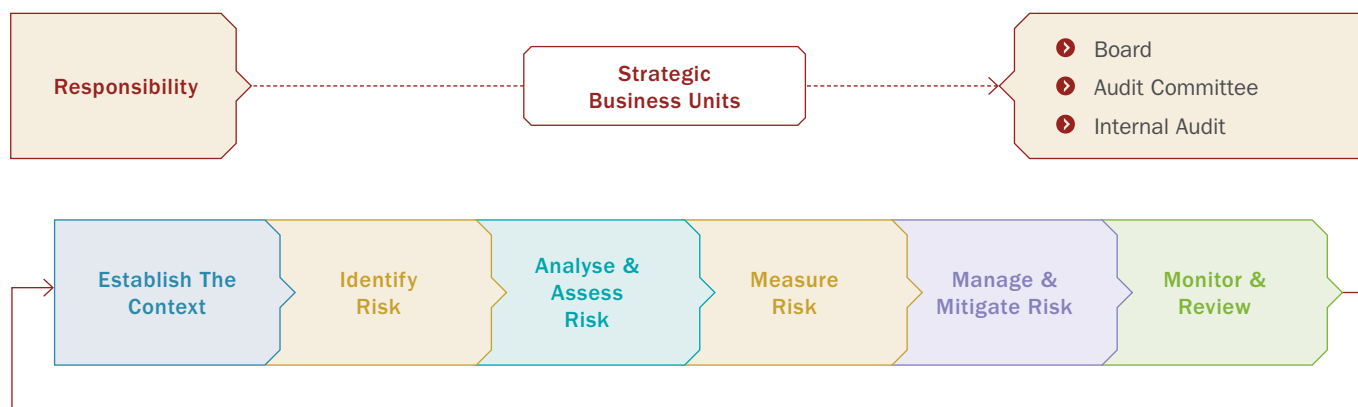 Responsibility
Strategic
Business Units
Board
Audit Committee
Internal Audit
Establish The
Context
Identify
Risk
Analyse &
Assess
Risk
Measure
Risk
Manage &
Mitigate Risk
Monitor &
Review